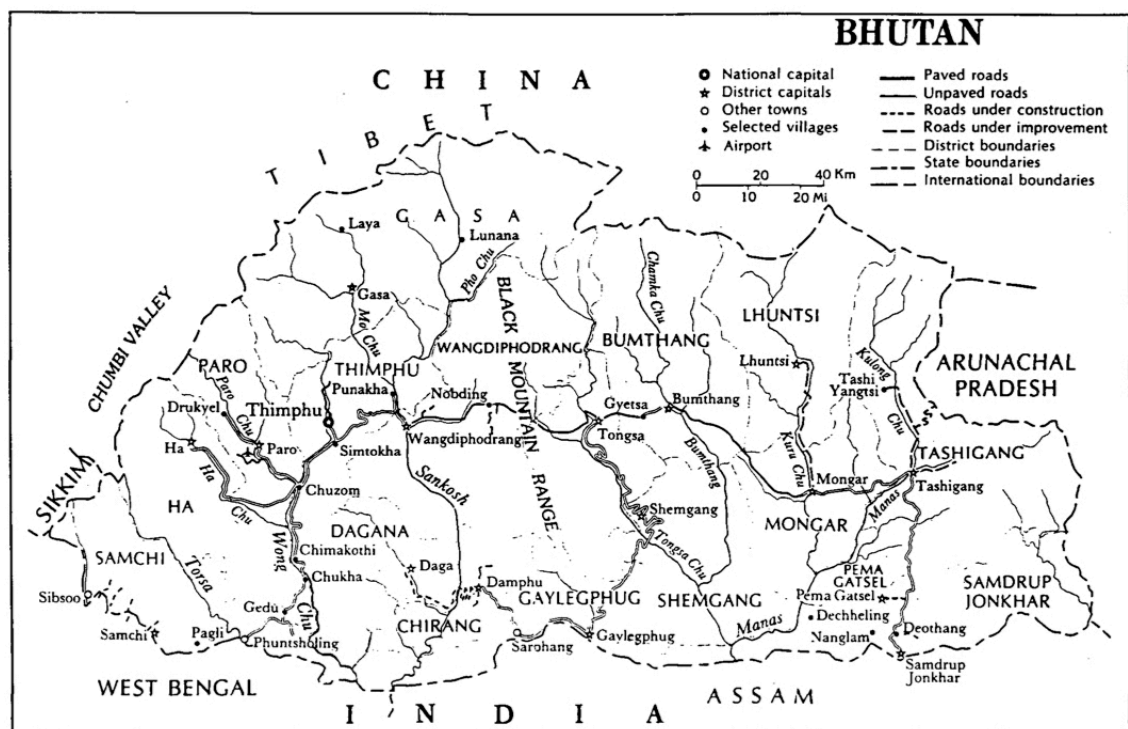 BHUTAN
National capital
District capitals
Other towns
Selected villages
Airport
Paved roads
Unpaved roads
Roads under construction
Roads under improvement
District boundaries
State boundaries
International boundaries
0 20 40 Km
0 10 20 Mi
CHINA
TIBET
GASA
Laya
Lunana
Pho Chu
Gasa
Mo Chu
BLACK MOUNTAIN RANGE
Chamka Chu
LHUNTSI
CHUMBI VALLEY
WANGDIPHODRANG
BUMTHANG
PARO
Paro Chu
THIMPHU
Punakha
Lhuntsi
Kulong Chu
Tashi
Yangtsi
ARUNACHAL
PRADESH
Drukyel
Thimphu
Nobding
Gyetsa
Bumthang
Ha
Paro
Simtokha
Wangdiphodrang
Tongsa
Bumthang
Kuru Chu
TASHIGANG
Ha Chu
Chuzom
Sankosh
Mongar
Manas
Tashigang
SIKKIM
HA
DAGANA
Shemgang
MONGAR
SAMCHI
Torsa
Wong Chu
Chimakothi
Daga
Tongsa Chu
PEMA
GATSEL
SAMDRUP
JONKHAR
Chukha
Damphu
Sibsoo
Gedu
GAYLEGPHUG
SHEMGANG
Pema Gatsel
CHIRANG
Manas
Dechheling
Samchi
Pagli
Phuntsholing
Sarohang
Gaylegphug
Nanglam
Deothang
Samdrup
Jonkhar
WEST BENGAL
ASSAM
INDIA